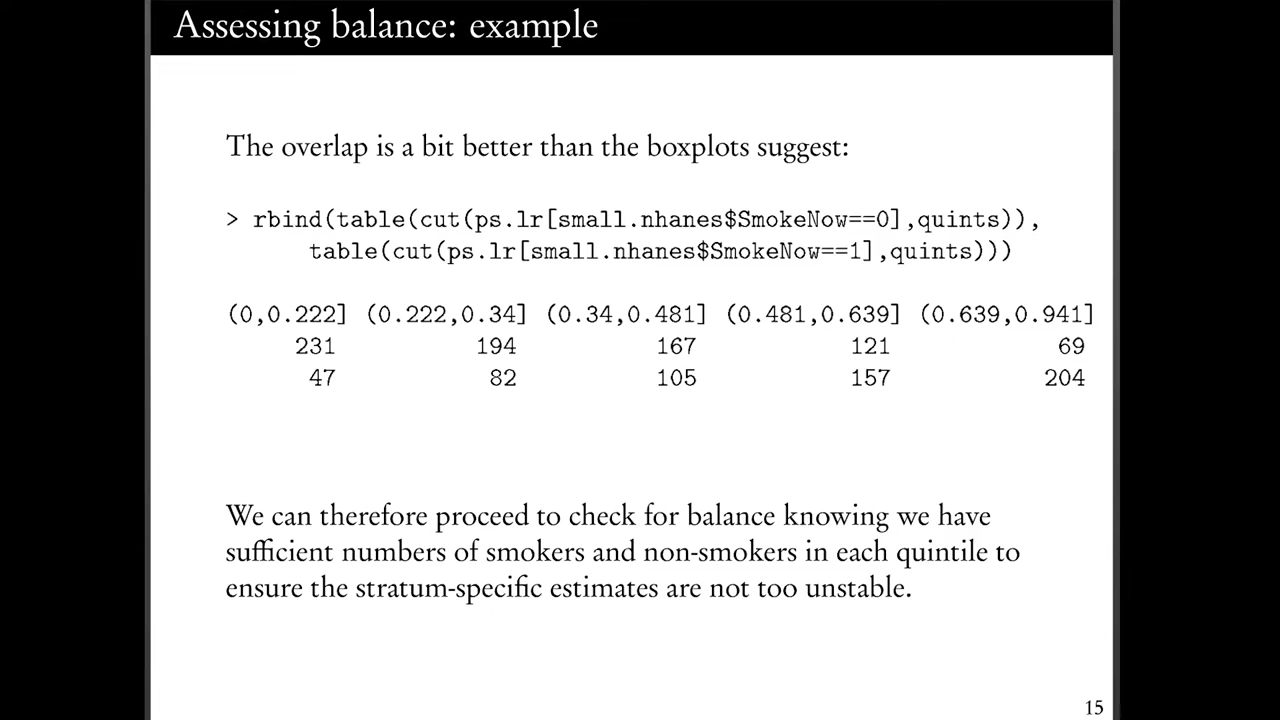 Assessing balance: example
The overlap is a bit better than the boxplots suggest:
> rbind(table(cut(ps.lr[small.nhanes$SmokeNow==0],quints)),
table(cut(ps.lr[small.nhanes$SmokeNow==1],quints)))
(0,0.222] (0.222,0.34] (0.34,0.481] (0.481,0.639] (0.639,0.941]
231 194 167 121 69
47 82 105 157 204
We can therefore proceed to check for balance knowing we have
sufficient numbers of smokers and non-smokers in each quintile to
ensure the stratum-specific estimates are not too unstable.
15